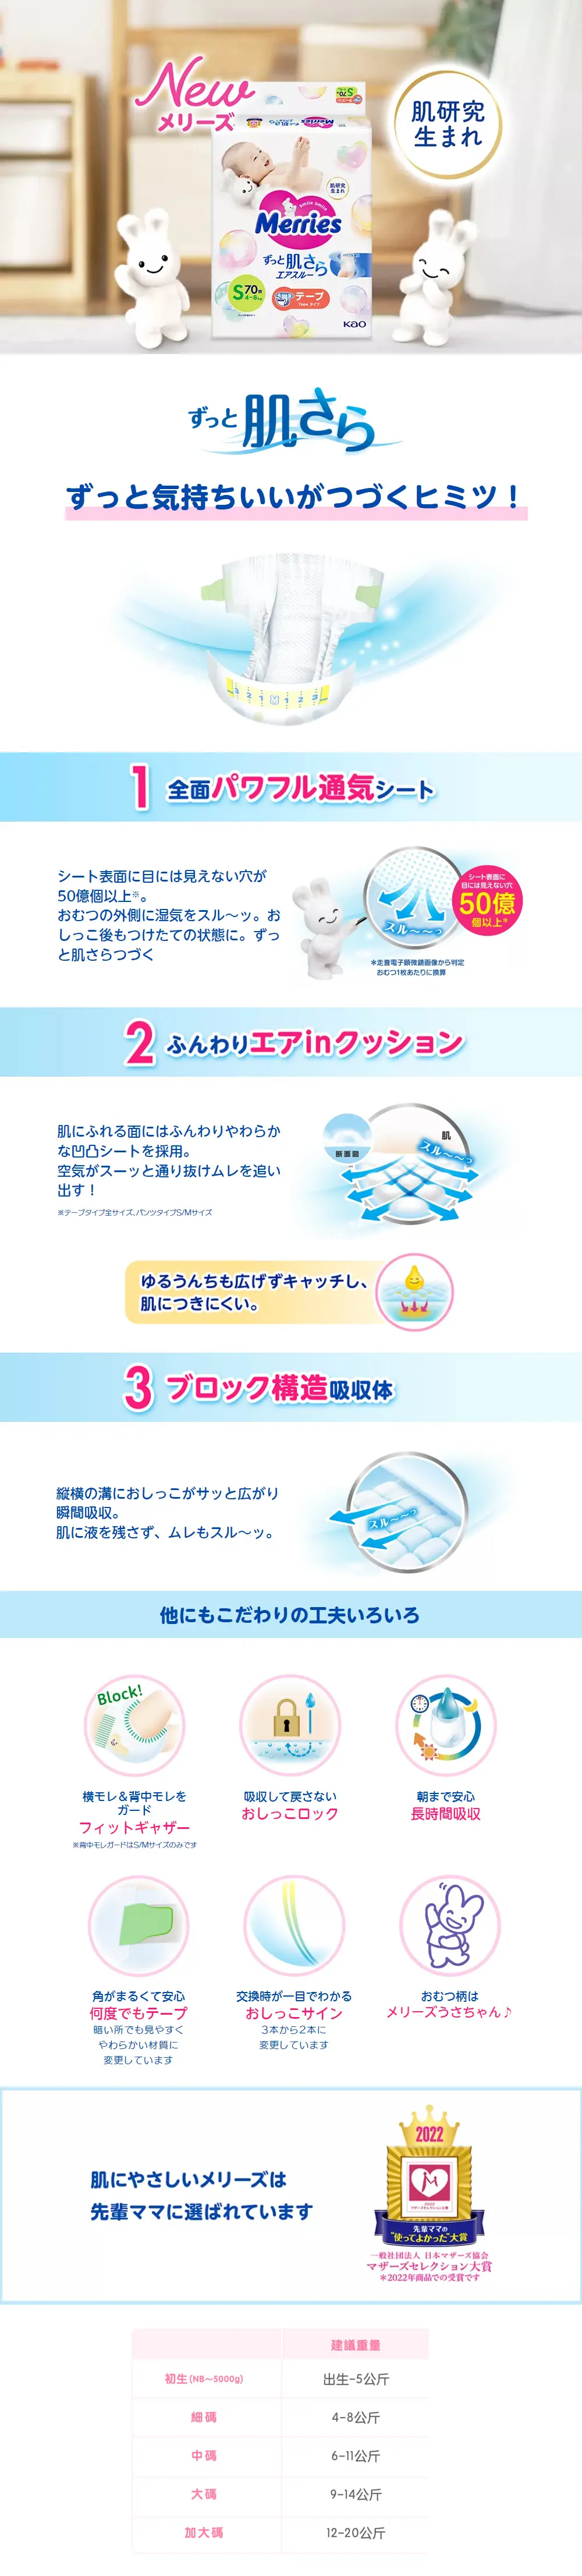 New
メリーズ
肌研究
生まれ
肌研究
生まれ
Smile Smile
Merries
ずっと肌さら
エアスルー
S 70枚
4-8kg
テープ
Tape タイプ
Kao
ずっと肌さら
ずっと気持ちいいがつづくヒミツ！
3 2 1 M 1 2 3
1 全面パワフル通気シート
シート表面に目には見えない穴が
50億個以上※。
おむつの外側に湿気をスル〜ッ。お
しっこ後もつけたての状態に。ずっ
と肌さらつづく
スル〜〜っ
シート表面に
目には見えない穴
50億
個以上※
＊走査電子顕微鏡画像から判定
おむつ1枚あたりに換算
2 ふんわりエアinクッション
肌にふれる面にはふんわりやわらか
な凹凸シートを採用。
空気がスーッと通り抜けムレを追い
出す！
※テープタイプ全サイズ、パンツタイプS/Mサイズ
断面図
肌
スル〜〜っ
ゆるうんちも広げずキャッチし、
肌につきにくい。
3 ブロック構造吸収体
縦横の溝におしっこがサッと広がり
瞬間吸収。
肌に液を残さず、ムレもスル〜ッ。
スル〜〜っ
他にもこだわりの工夫いろいろ
Block!
横モレ＆背中モレを
ガード
フィットギャザー
※背中モレガードはS/Mサイズのみです
吸収して戻さない
おしっこロック
朝まで安心
長時間吸収
角がまるくて安心
何度でもテープ
暗い所でも見やすく
やわらかい材質に
変更しています
交換時が一目でわかる
おしっこサイン
3本から2本に
変更しています
おむつ柄は
メリーズうさちゃん♪
肌にやさしいメリーズは
先輩ママに選ばれています
2022
先輩ママの
"使ってよかった"大賞
一般社団法人 日本マザーズ協会
マザーズセレクション大賞
＊2022年商品での受賞です
建議重量
初生(NB〜5000g) 出生-5公斤
細碼 4-8公斤
中碼 6-11公斤
大碼 9-14公斤
加大碼 12-20公斤